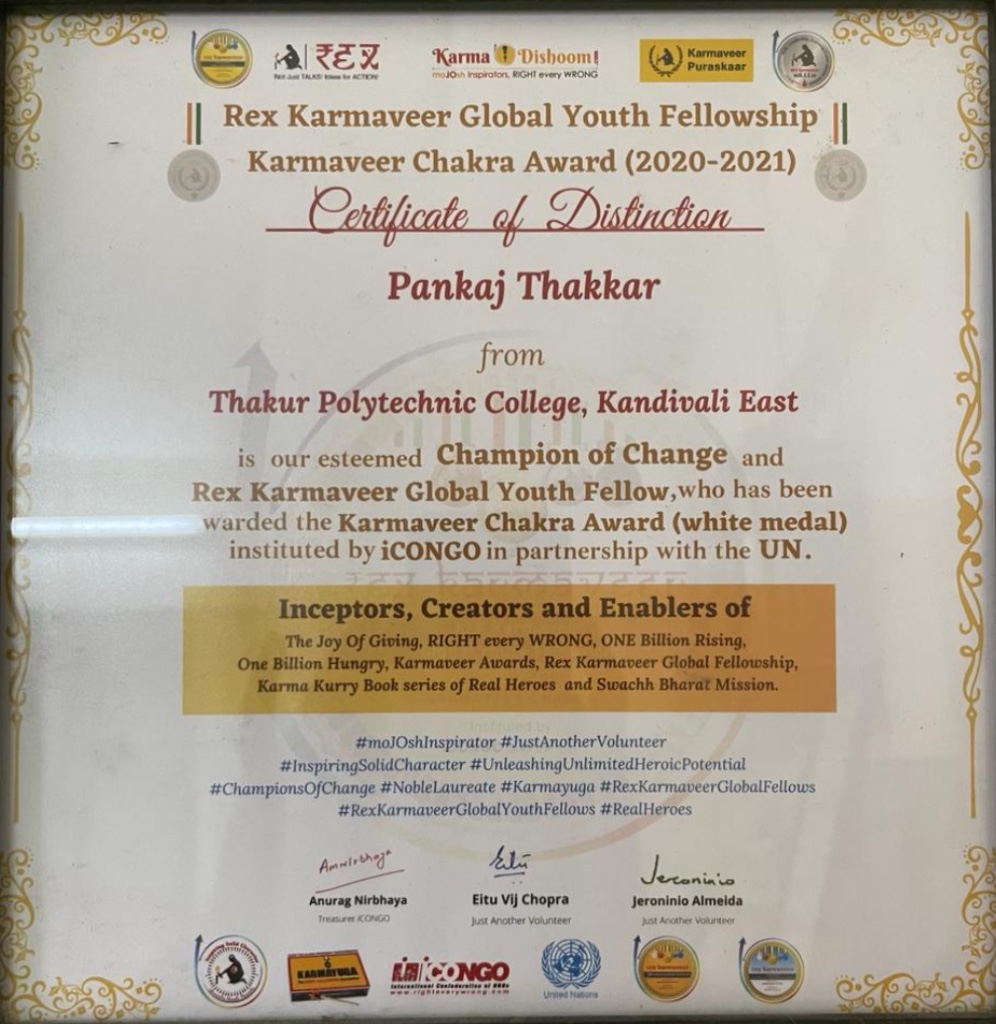 REX
Not Just TALKS! Ideas for ACTION!
Karma Dishoom!
moJOsh Inspirators, RIGHT every WRONG
Karmaveer
Puraskaar
Rex Karmaveer Global Youth Fellowship
Karmaveer Chakra Award (2020-2021)
Certificate of Distinction
Pankaj Thakkar
from
Thakur Polytechnic College, Kandivali East
is our esteemed Champion of Change and
Rex Karmaveer Global Youth Fellow,who has been
warded the Karmaveer Chakra Award (white medal)
instituted by iCONGO in partnership with the UN.
Inceptors, Creators and Enablers of
The Joy Of Giving, RIGHT every WRONG, ONE Billion Rising,
One Billion Hungry, Karmaveer Awards, Rex Karmaveer Global Fellowship,
Karma Kurry Book series of Real Heroes and Swachh Bharat Mission.
#moJOshInspirator #JustAnotherVolunteer
#InspiringSolidCharacter #UnleashingUnlimitedHeroicPotential
#ChampionsOfChange #NobleLaureate #Karmayuga #RexKarmaveerGlobalFellows
#RexKarmaveerGlobalYouthFellows #RealHeroes
Jeroninio
Anurag Nirbhaya
Eitu Vij Chopra
Jeroninio Almeida
Treasurer iCONGO
Just Another Volunteer
Just Another Volunteer
Inspiring Solid Character
KARMAYUGA
iCONGO
International Confederation of NGOs
www.righteverywrong.com
United Nations